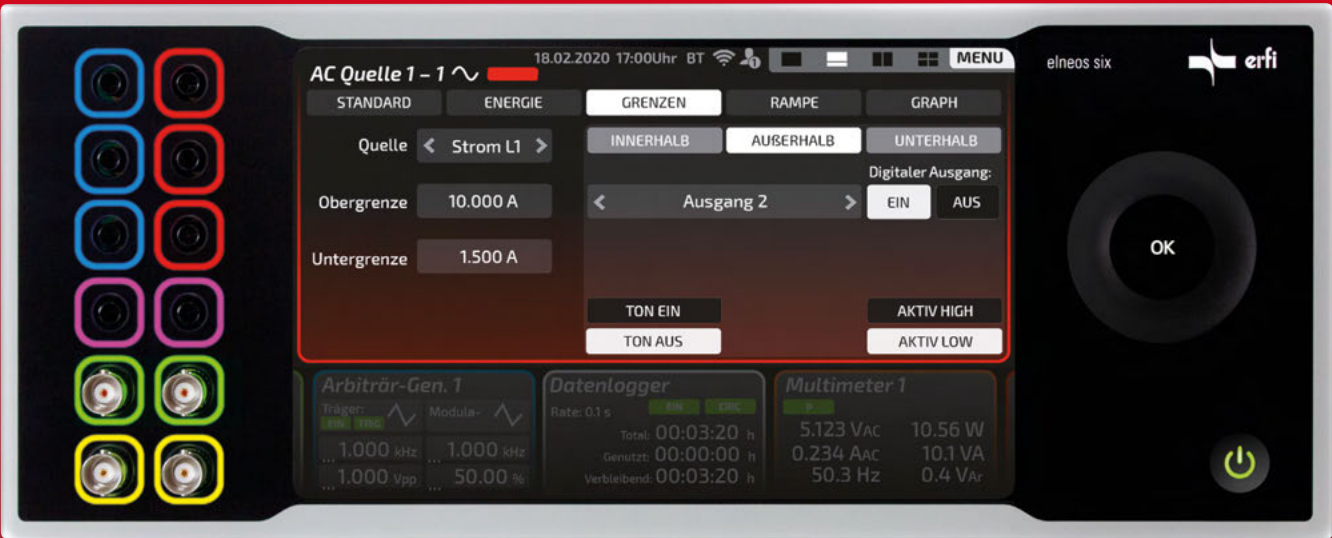 18.02.2020 17:00Uhr BT
MENU
AC Quelle 1 – 1
STANDARD ENERGIE GRENZEN RAMPE GRAPH
Quelle < Strom L1 >
INNERHALB AUßERHALB UNTERHALB
Digitaler Ausgang:
Obergrenze 10.000 A
< Ausgang 2 >
EIN AUS
Untergrenze 1.500 A
TON EIN
AKTIV HIGH
TON AUS
AKTIV LOW
Arbiträr-Gen. 1
Träger: Modula-
EIN TRG
1.000 kHz 1.000 kHz
1.000 Vpp 50.00 %
Datenlogger
Rate: 0.1 s EIN CIRC
Total: 00:03:20 h
Genutzt: 00:00:00 h
Verbleibend: 00:03:20 h
Multimeter 1
P
5.123 VAC 10.56 W
0.234 AAC 10.1 VA
50.3 Hz 0.4 VAr
elneos six
erfi
OK